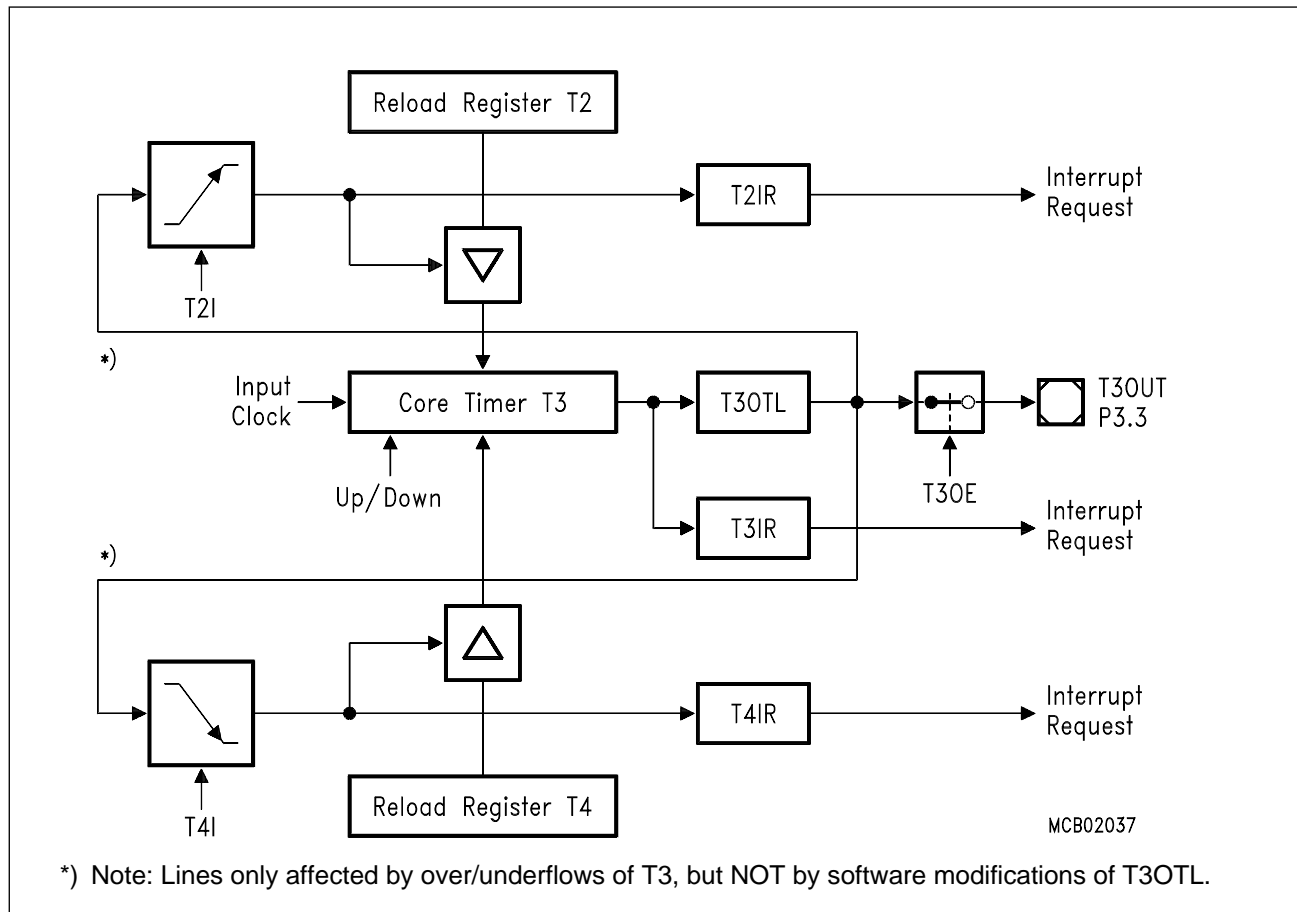 Reload Register T2
T2IR
Interrupt
Request
T2I
*)
Input
Clock
Core Timer T3
T3OTL
T3OUT
P3.3
Up/Down
T3OE
*)
T3IR
Interrupt
Request
T4IR
Interrupt
Request
T4I
Reload Register T4
MCB02037
*) Note: Lines only affected by over/underflows of T3, but NOT by software modifications of T3OTL.